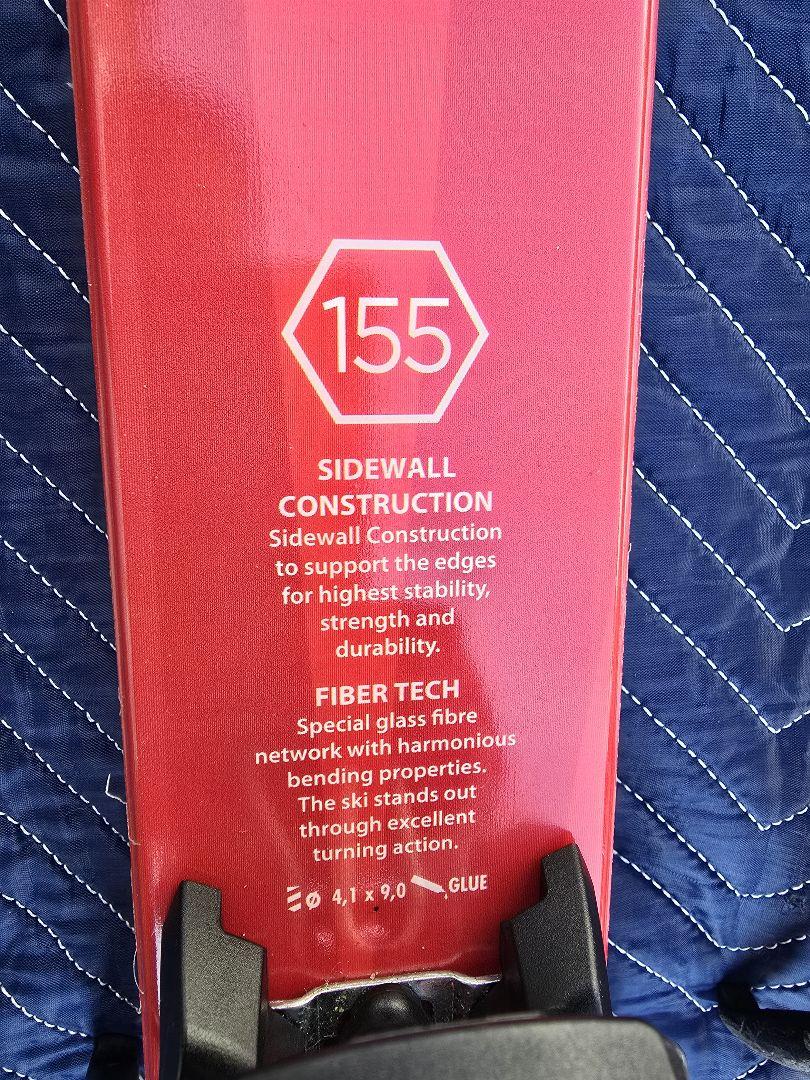 155
SIDEWALL
CONSTRUCTION
Sidewall Construction
to support the edges
for highest stability,
strength and
durability.
FIBER TECH
Special glass fibre
network with harmonious
bending properties.
The ski stands out
through excellent
turning action.
ø 4,1 x 9,0 GLUE